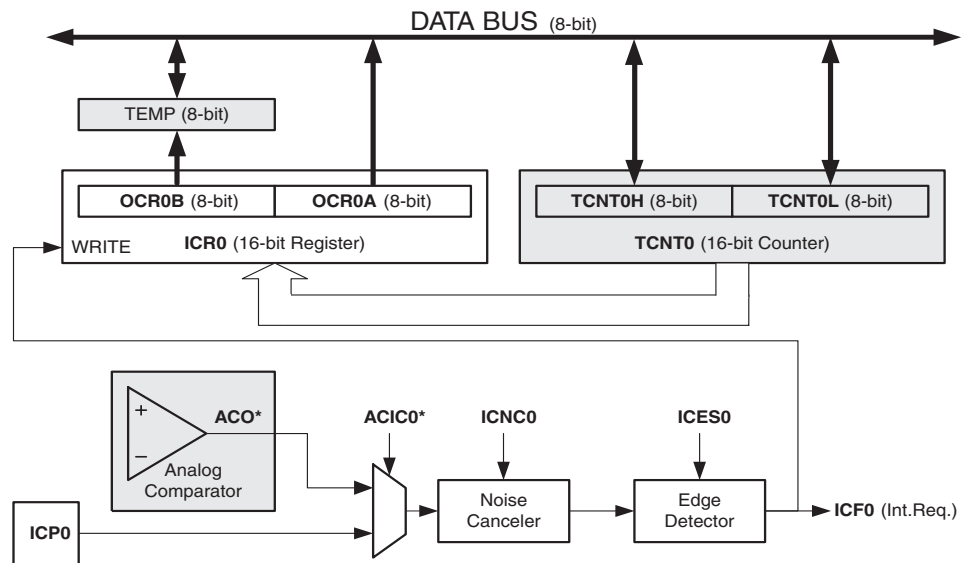 DATA BUS (8-bit)
TEMP (8-bit)
OCR0B (8-bit) OCR0A (8-bit)
WRITE ICR0 (16-bit Register)
TCNT0H (8-bit) TCNT0L (8-bit)
TCNT0 (16-bit Counter)
+
−
ACO*
Analog
Comparator
ACIC0*
ICNC0
ICES0
ICP0
Noise
Canceler
Edge
Detector
ICF0 (Int.Req.)